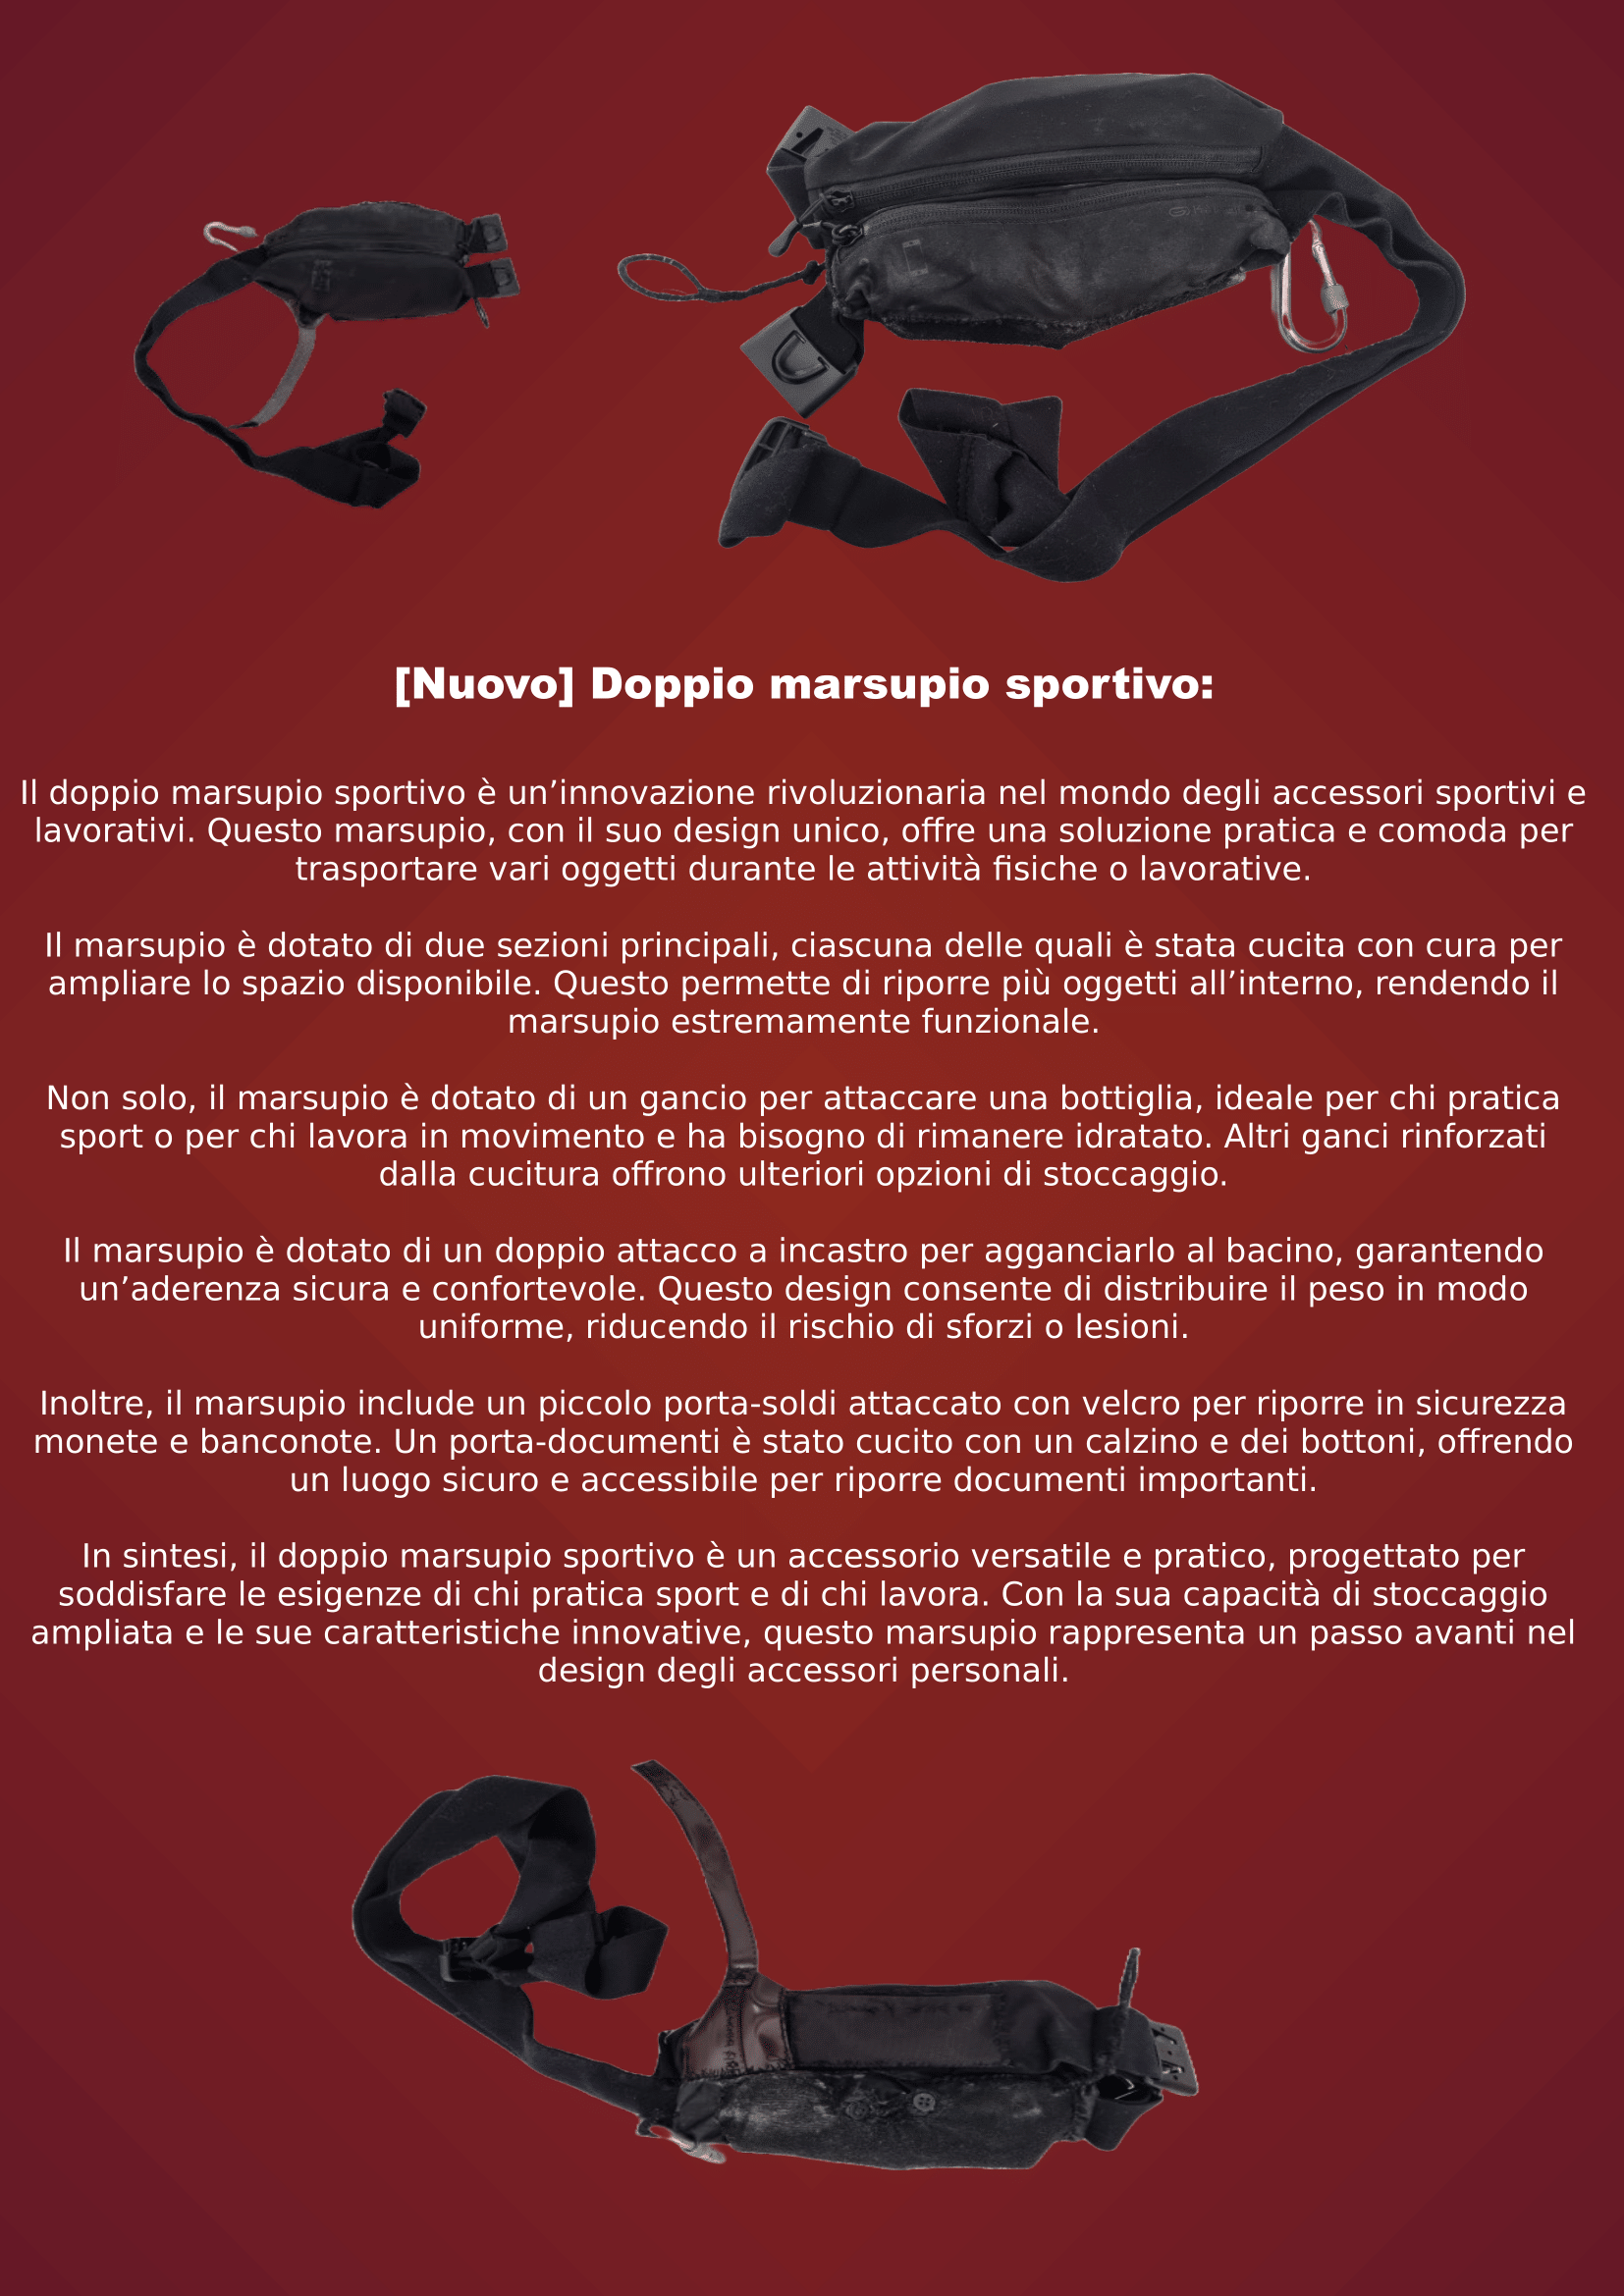 [Nuovo] Doppio marsupio sportivo:
Il doppio marsupio sportivo è un’innovazione rivoluzionaria nel mondo degli accessori sportivi e
lavorativi. Questo marsupio, con il suo design unico, offre una soluzione pratica e comoda per
trasportare vari oggetti durante le attività fisiche o lavorative.
Il marsupio è dotato di due sezioni principali, ciascuna delle quali è stata cucita con cura per
ampliare lo spazio disponibile. Questo permette di riporre più oggetti all’interno, rendendo il
marsupio estremamente funzionale.
Non solo, il marsupio è dotato di un gancio per attaccare una bottiglia, ideale per chi pratica
sport o per chi lavora in movimento e ha bisogno di rimanere idratato. Altri ganci rinforzati
dalla cucitura offrono ulteriori opzioni di stoccaggio.
Il marsupio è dotato di un doppio attacco a incastro per agganciarlo al bacino, garantendo
un’aderenza sicura e confortevole. Questo design consente di distribuire il peso in modo
uniforme, riducendo il rischio di sforzi o lesioni.
Inoltre, il marsupio include un piccolo porta-soldi attaccato con velcro per riporre in sicurezza
monete e banconote. Un porta-documenti è stato cucito con un calzino e dei bottoni, offrendo
un luogo sicuro e accessibile per riporre documenti importanti.
In sintesi, il doppio marsupio sportivo è un accessorio versatile e pratico, progettato per
soddisfare le esigenze di chi pratica sport e di chi lavora. Con la sua capacità di stoccaggio
ampliata e le sue caratteristiche innovative, questo marsupio rappresenta un passo avanti nel
design degli accessori personali.